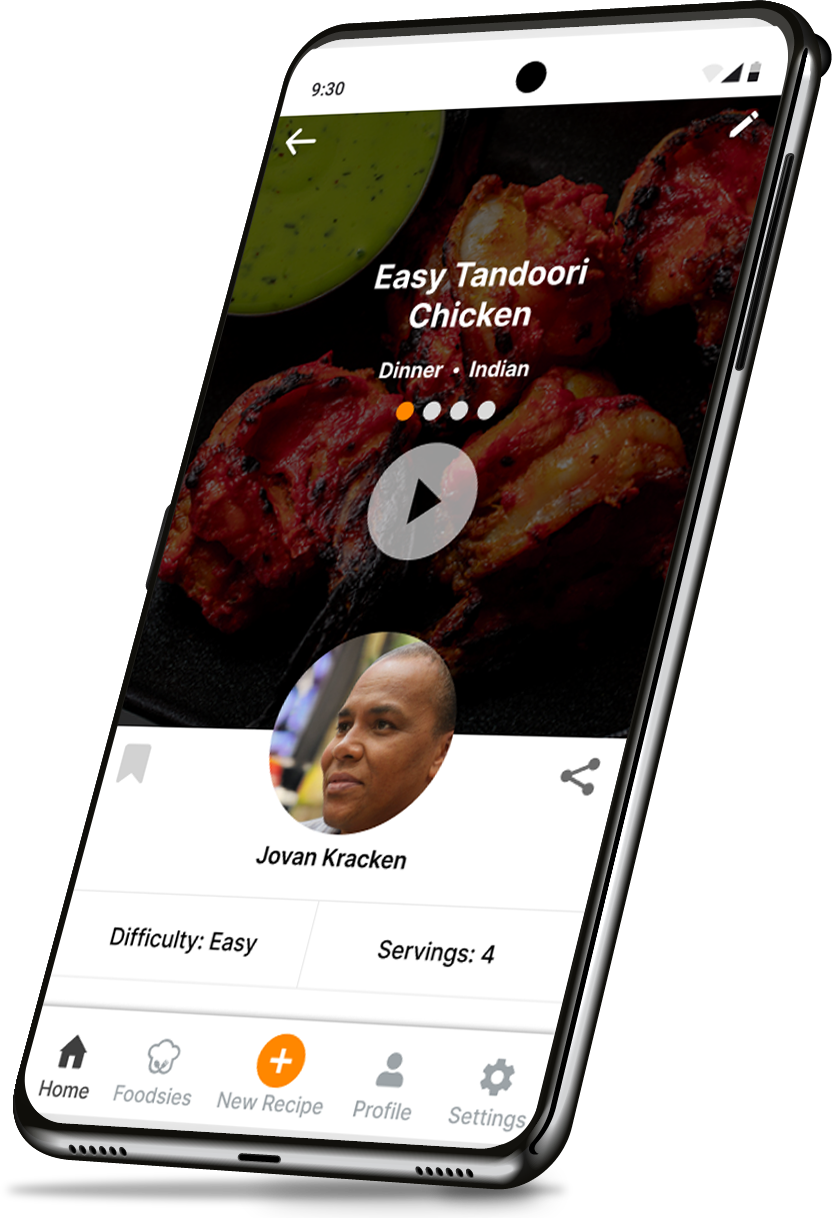 9:30
Easy Tandoori
Chicken
Dinner • Indian
Jovan Kracken
Difficulty: Easy
Servings: 4
Home
Foodsies
New Recipe
Profile
Settings